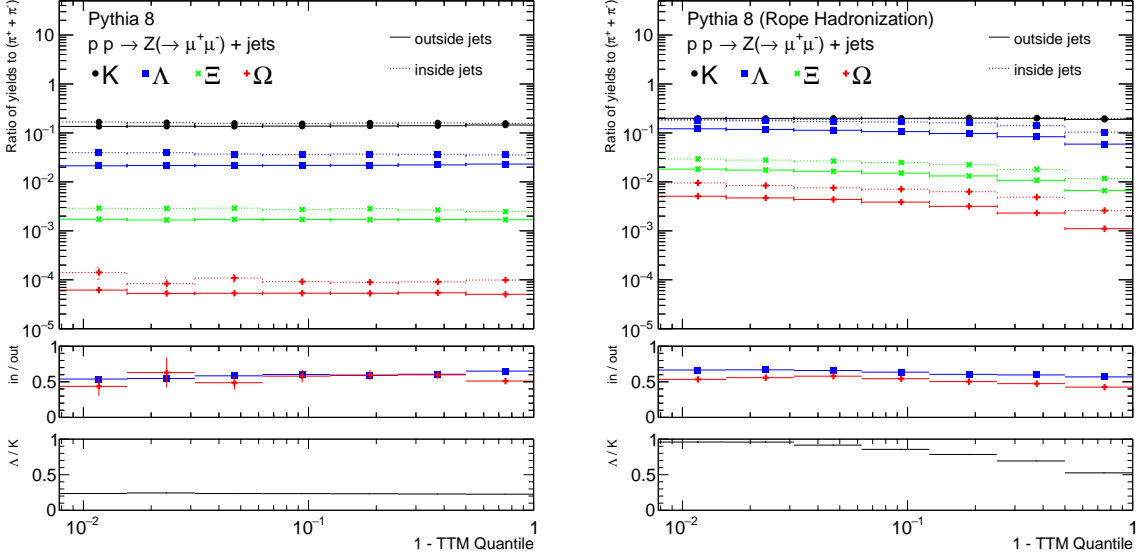 Pythia 8
p p → Z(→ μ⁺μ⁻) + jets
outside jets
inside jets
K Λ Ξ Ω
Ratio of yields to (π⁺ + π⁻)
10
1
10⁻¹
10⁻²
10⁻³
10⁻⁴
10⁻⁵
in / out
1
0.5
0
Λ / K
1
0.5
0
10⁻² 10⁻¹ 1
1 - TTM Quantile
Pythia 8 (Rope Hadronization)
p p → Z(→ μ⁺μ⁻) + jets
outside jets
inside jets
K Λ Ξ Ω
Ratio of yields to (π⁺ + π⁻)
10
1
10⁻¹
10⁻²
10⁻³
10⁻⁴
10⁻⁵
in / out
1
0.5
0
Λ / K
1
0.5
0
10⁻² 10⁻¹ 1
1 - TTM Quantile